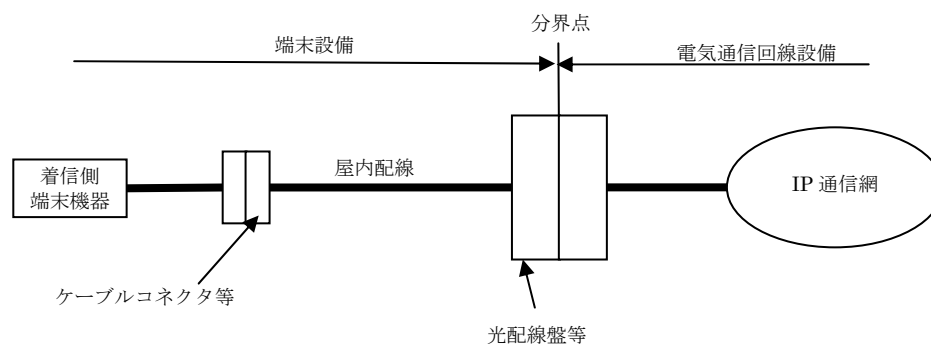 分界点
端末設備
電気通信回線設備
屋内配線
着信側
端末機器
IP 通信網
ケーブルコネクタ等
光配線盤等